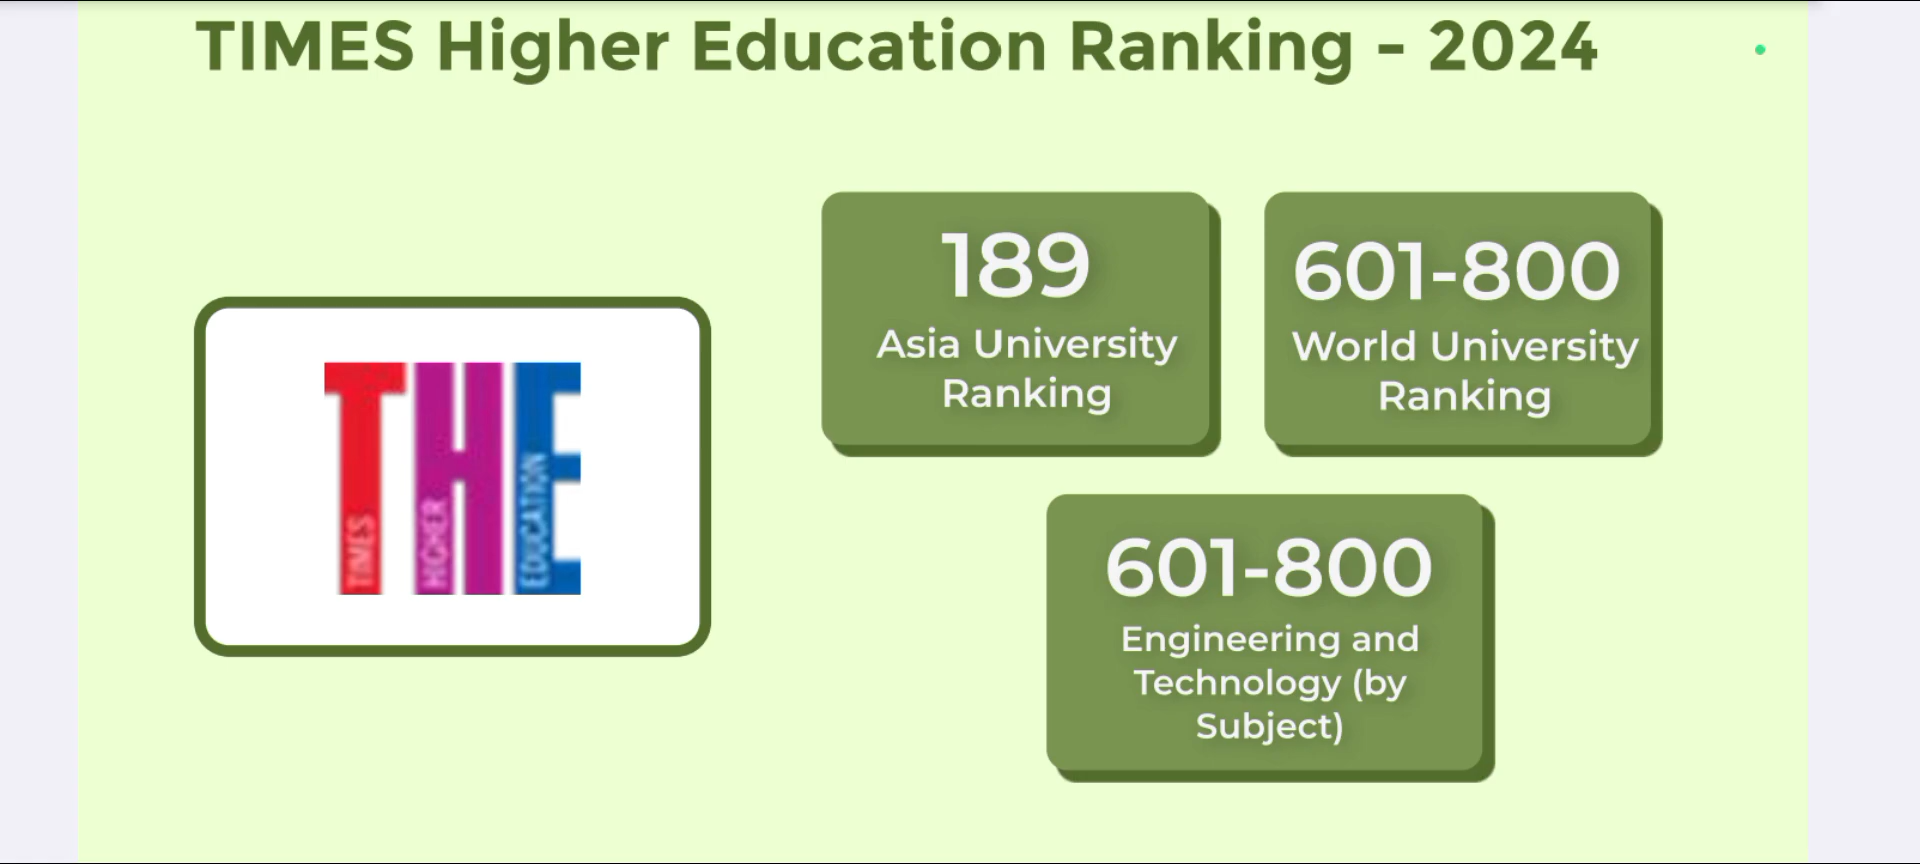 TIMES Higher Education Ranking - 2024
189
Asia University
Ranking
601-800
World University
Ranking
THE
TIMES
HIGHER
EDUCATION
601-800
Engineering and
Technology (by
Subject)